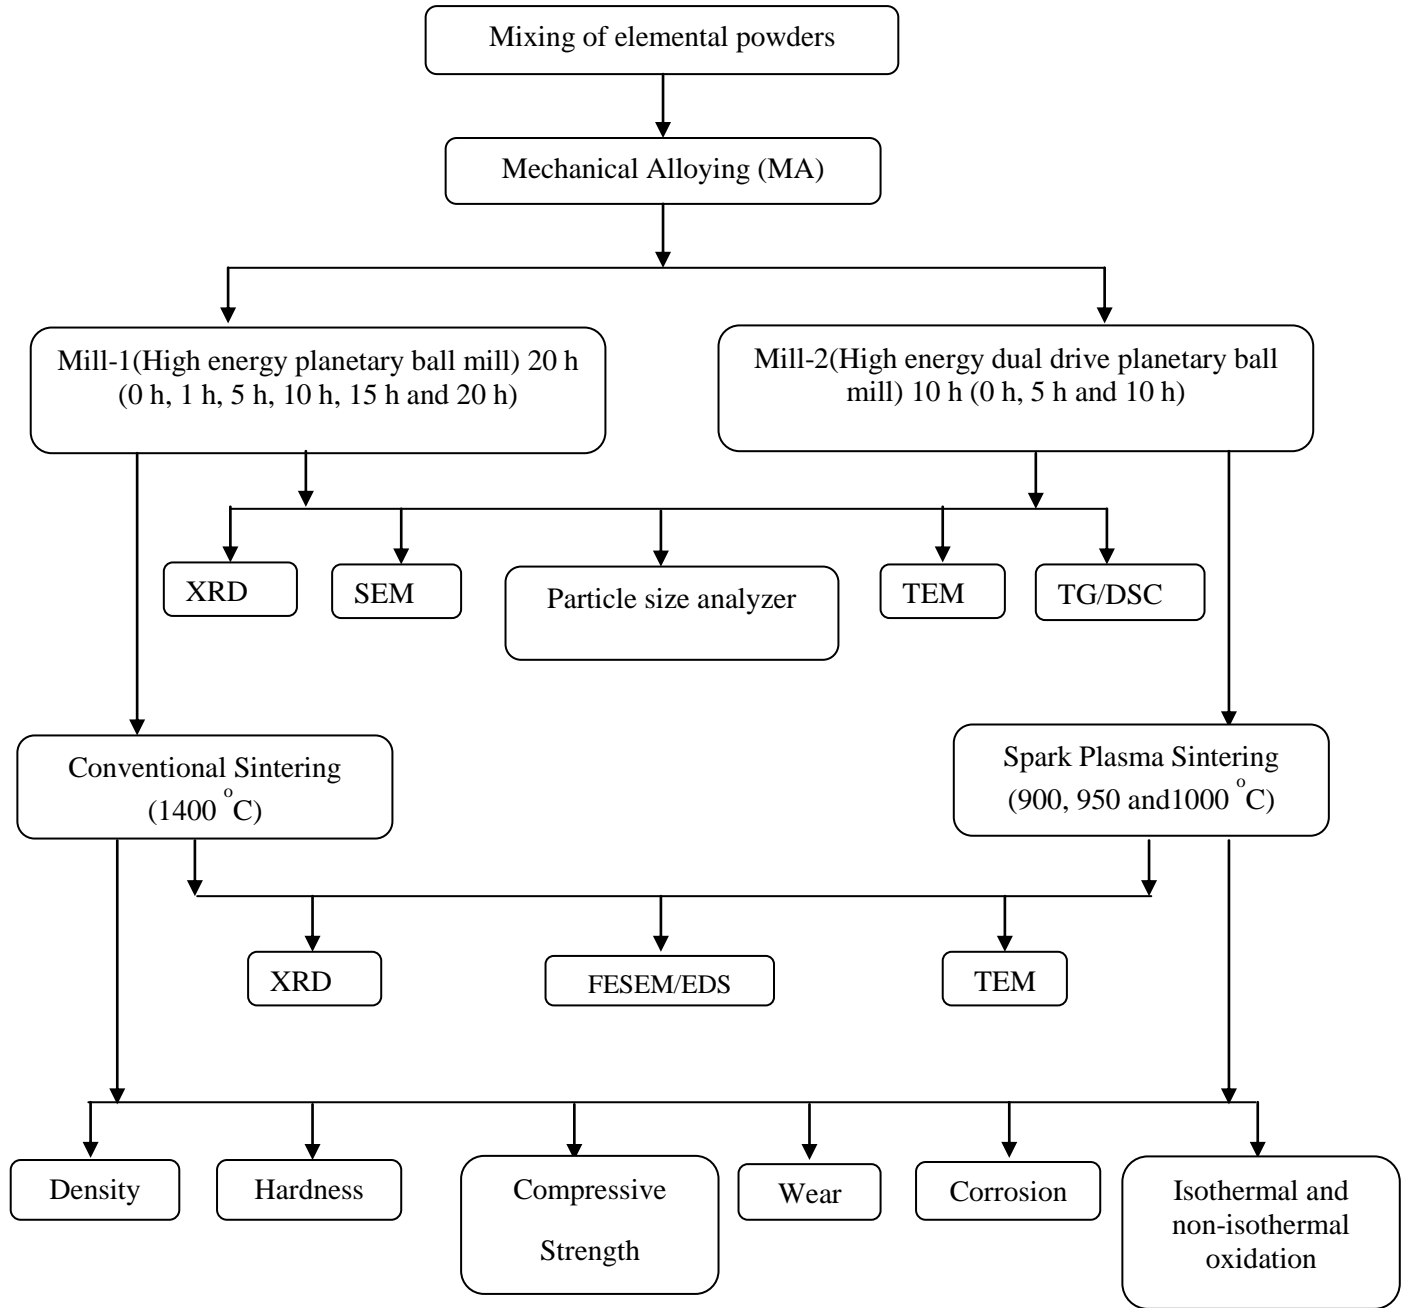 Mixing of elemental powders
Mechanical Alloying (MA)
Mill-1(High energy planetary ball mill) 20 h
(0 h, 1 h, 5 h, 10 h, 15 h and 20 h)
Mill-2(High energy dual drive planetary ball
mill) 10 h (0 h, 5 h and 10 h)
XRD
SEM
Particle size analyzer
TEM
TG/DSC
Conventional Sintering
(1400 °C)
Spark Plasma Sintering
(900, 950 and1000 °C)
XRD
FESEM/EDS
TEM
Density
Hardness
Compressive
Strength
Wear
Corrosion
Isothermal and
non-isothermal
oxidation